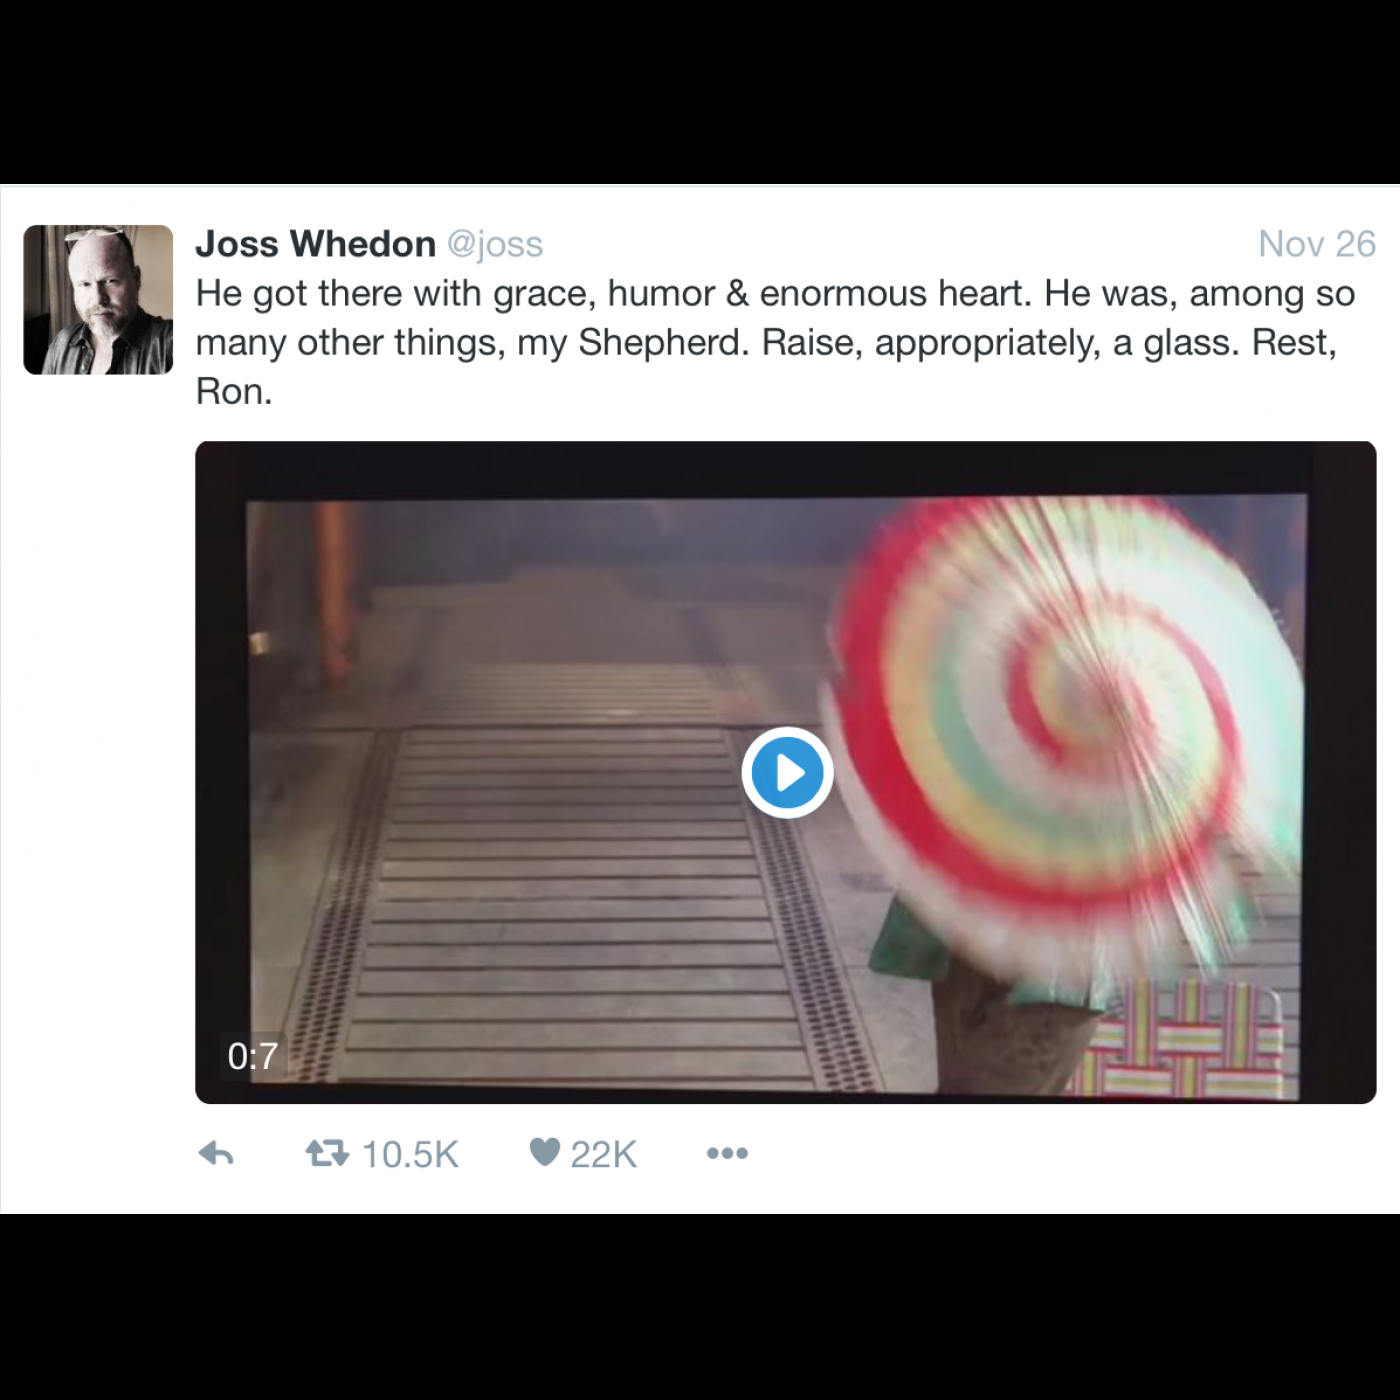 Joss Whedon @joss Nov 26
He got there with grace, humor & enormous heart. He was, among so
many other things, my Shepherd. Raise, appropriately, a glass. Rest,
Ron.
0:7
10.5K 22K